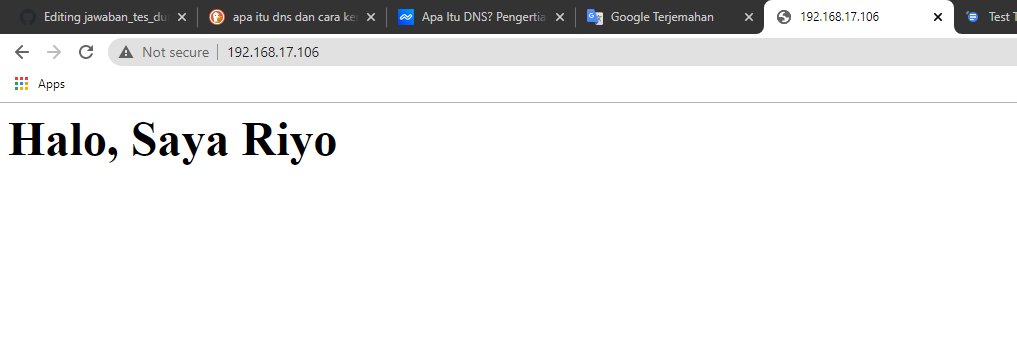 Editing jawaban_tes_du
apa itu dns dan cara ke
Apa Itu DNS? Pengertia
Google Terjemahan
192.168.17.106
Test T
Not secure
192.168.17.106
Apps
Halo, Saya Riyo